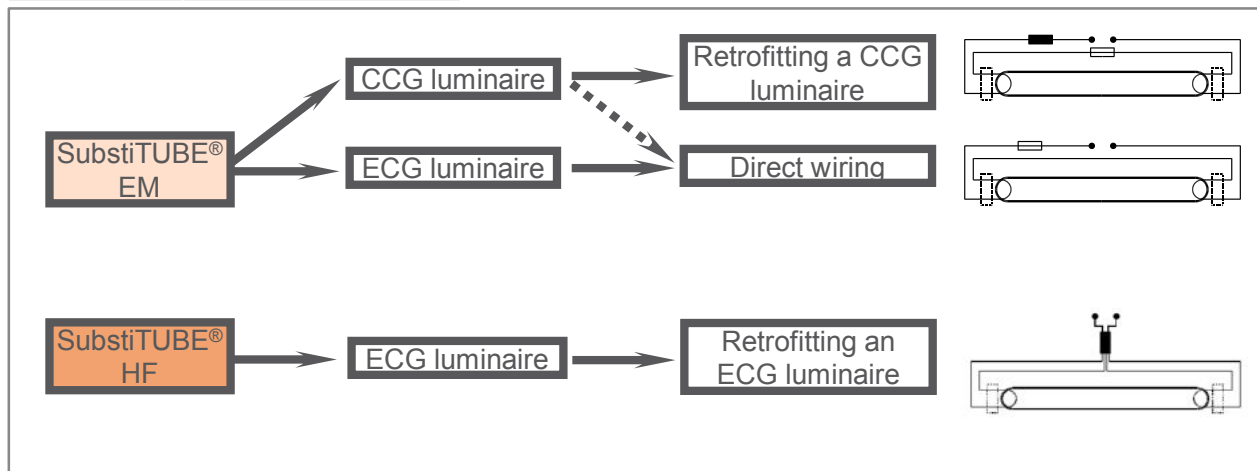 CCG luminaire
Retrofitting a CCG
luminaire
SubstiTUBE®
EM
ECG luminaire
Direct wiring
SubstiTUBE®
HF
ECG luminaire
Retrofitting an
ECG luminaire